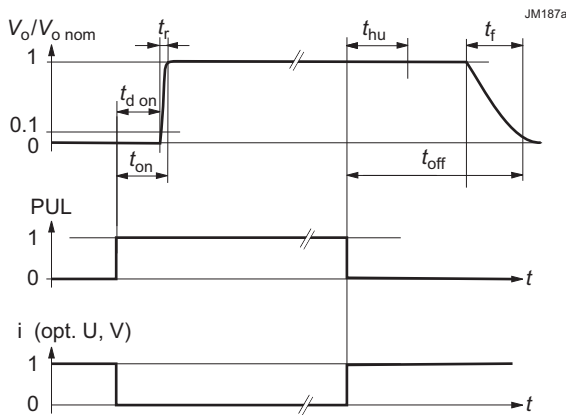 JM187a
Vo/Vo nom
tr
thu
tf
1
td on
0.1
0
ton
toff
PUL
1
0
t
i (opt. U, V)
1
0
t